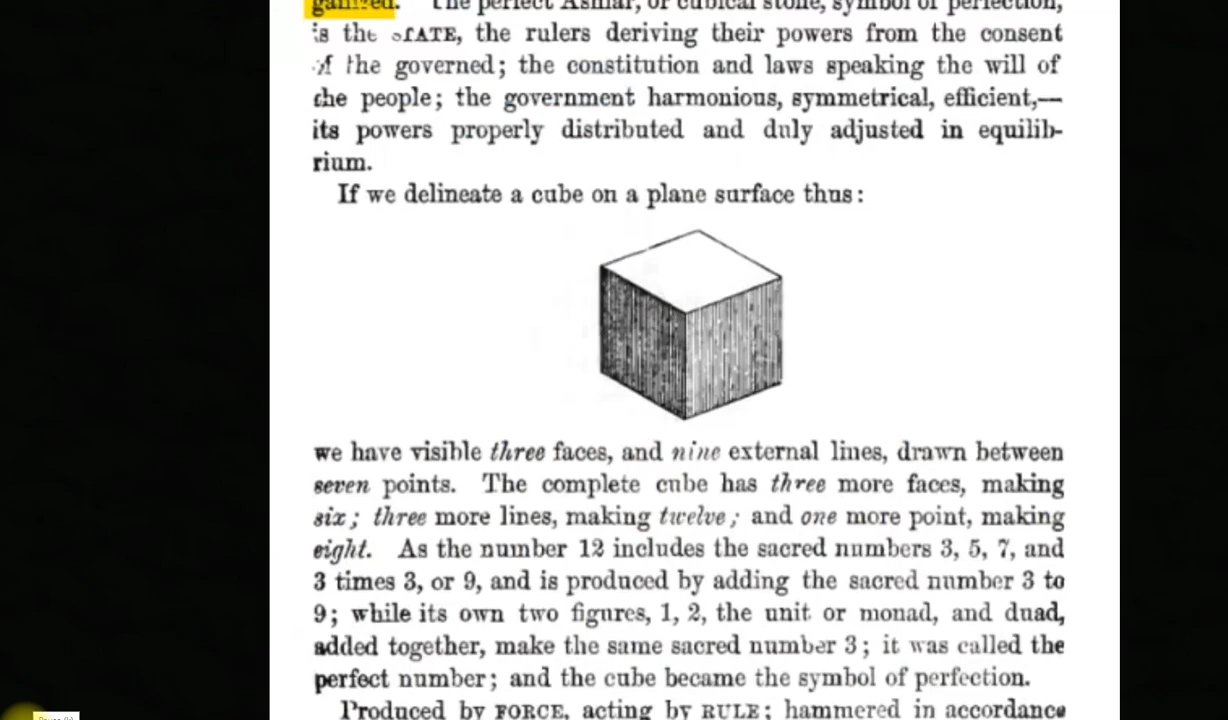 ganized. The perfect Ashlar, or cubical stone, symbol of perfection,
is the STATE, the rulers deriving their powers from the consent
of the governed; the constitution and laws speaking the will of
the people; the government harmonious, symmetrical, efficient,—
its powers properly distributed and duly adjusted in equilib-
rium.
If we delineate a cube on a plane surface thus:
we have visible three faces, and nine external lines, drawn between
seven points. The complete cube has three more faces, making
six; three more lines, making twelve; and one more point, making
eight. As the number 12 includes the sacred numbers 3, 5, 7, and
3 times 3, or 9, and is produced by adding the sacred number 3 to
9; while its own two figures, 1, 2, the unit or monad, and duad,
added together, make the same sacred number 3; it was called the
perfect number; and the cube became the symbol of perfection.
Produced by FORCE, acting by RULE; hammered in accordance